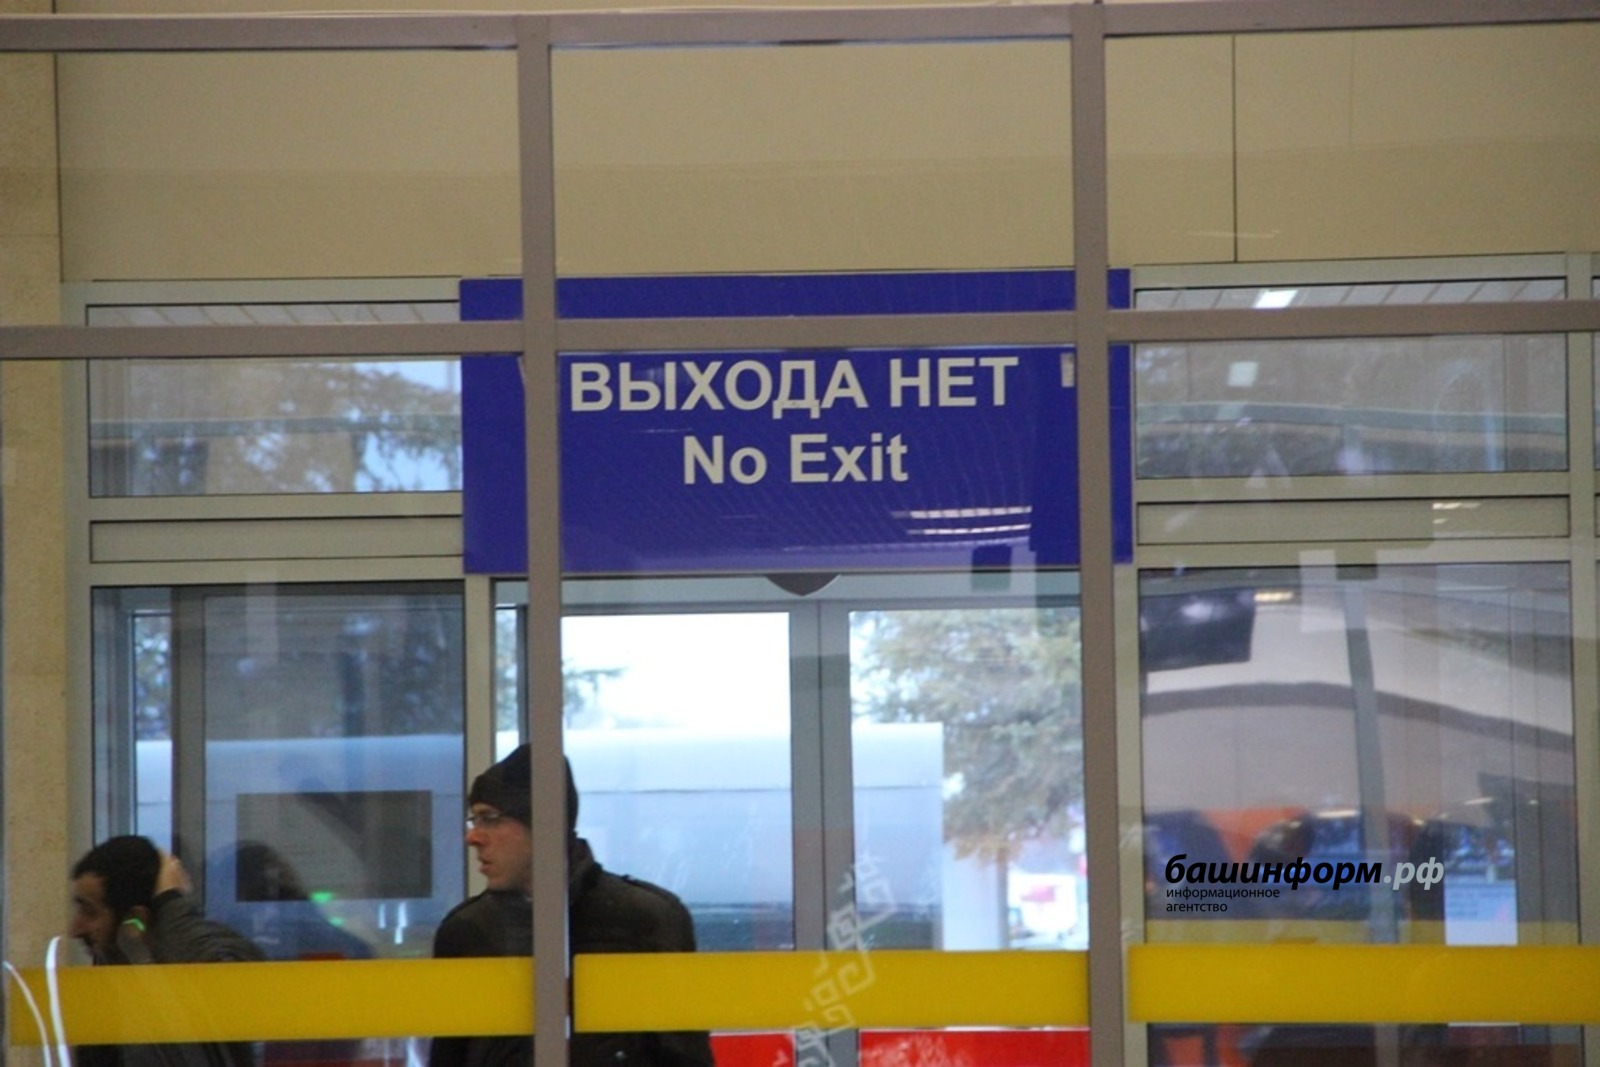 ВЫХОДА НЕТ
No Exit
башинформ.рф
информационное
агентство